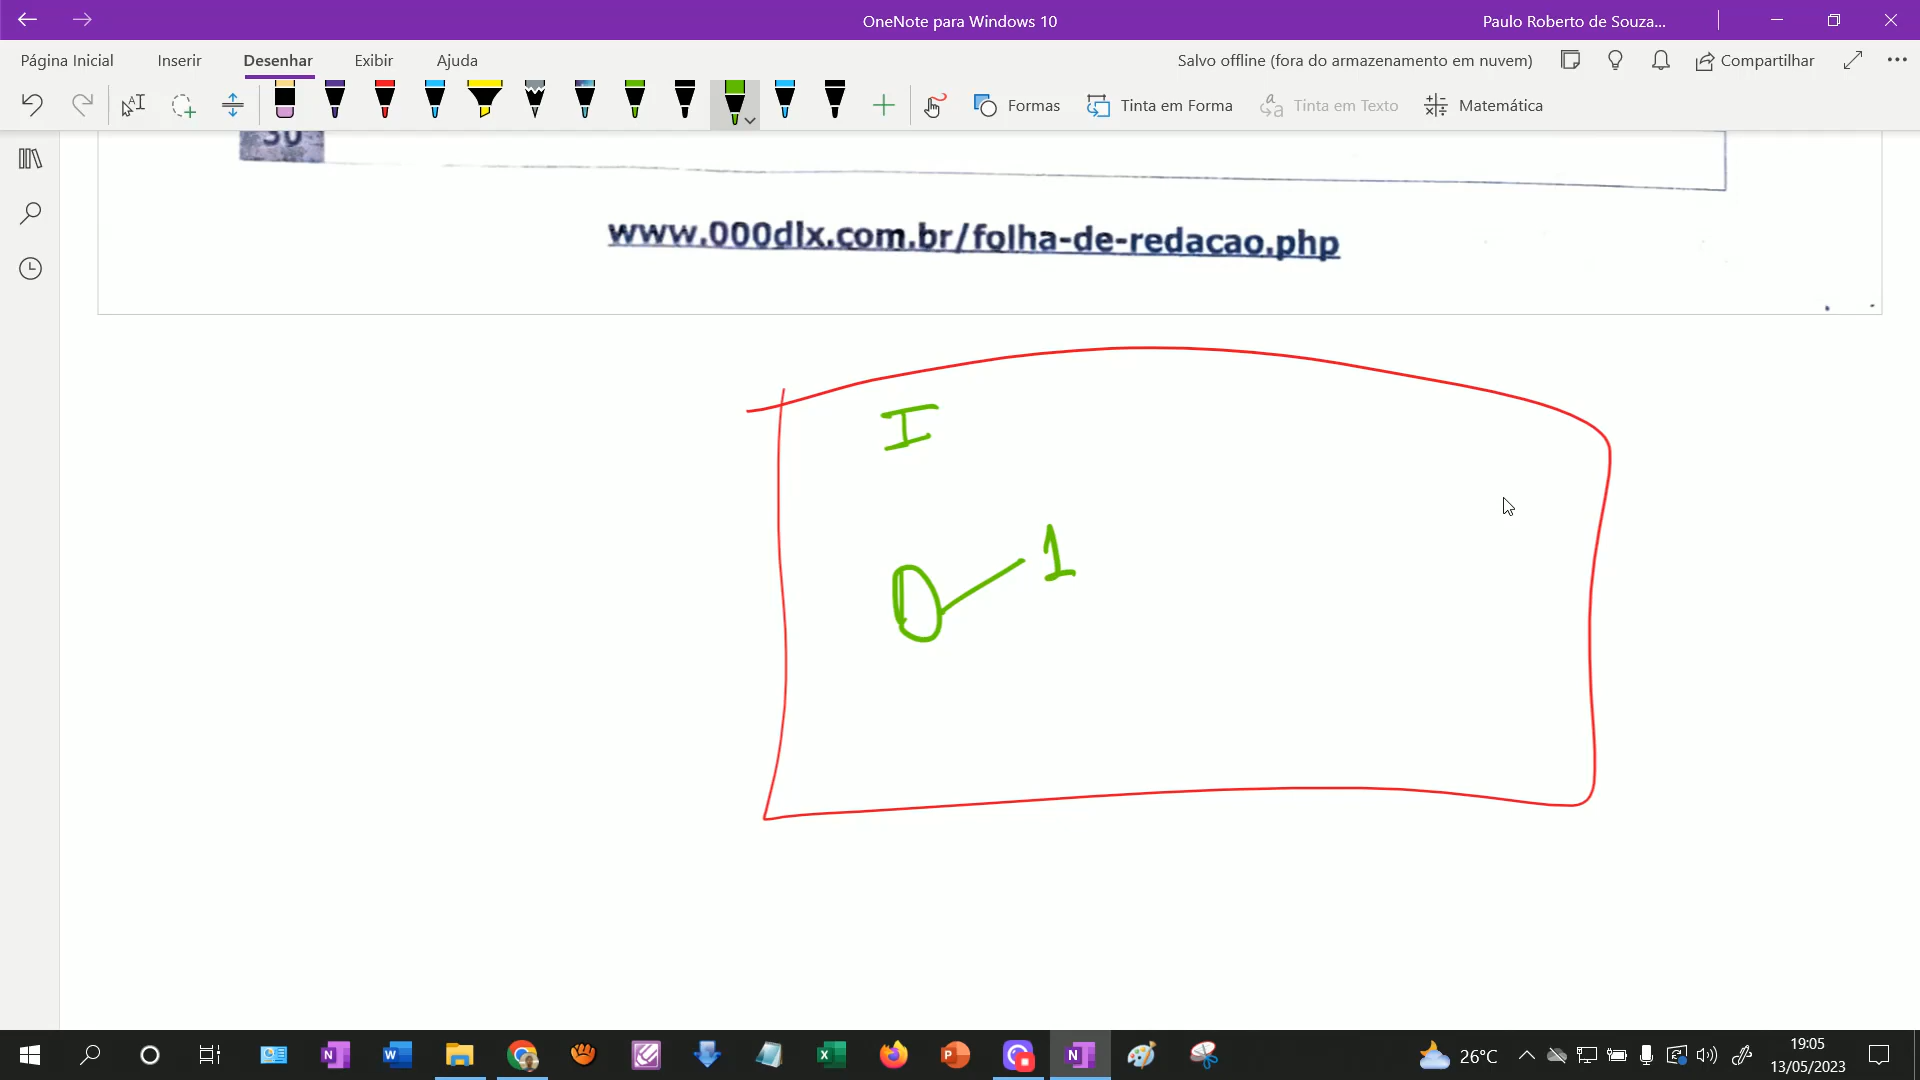 OneNote para Windows 10
Paulo Roberto de Souza...
Página Inicial
Inserir
Desenhar
Exibir
Ajuda
Salvo offline (fora do armazenamento em nuvem)
Compartilhar
Formas
Tinta em Forma
Tinta em Texto
Matemática
30
www.000dlx.com.br/folha-de-redacao.php
I
D
1
26°C
19:05
13/05/2023